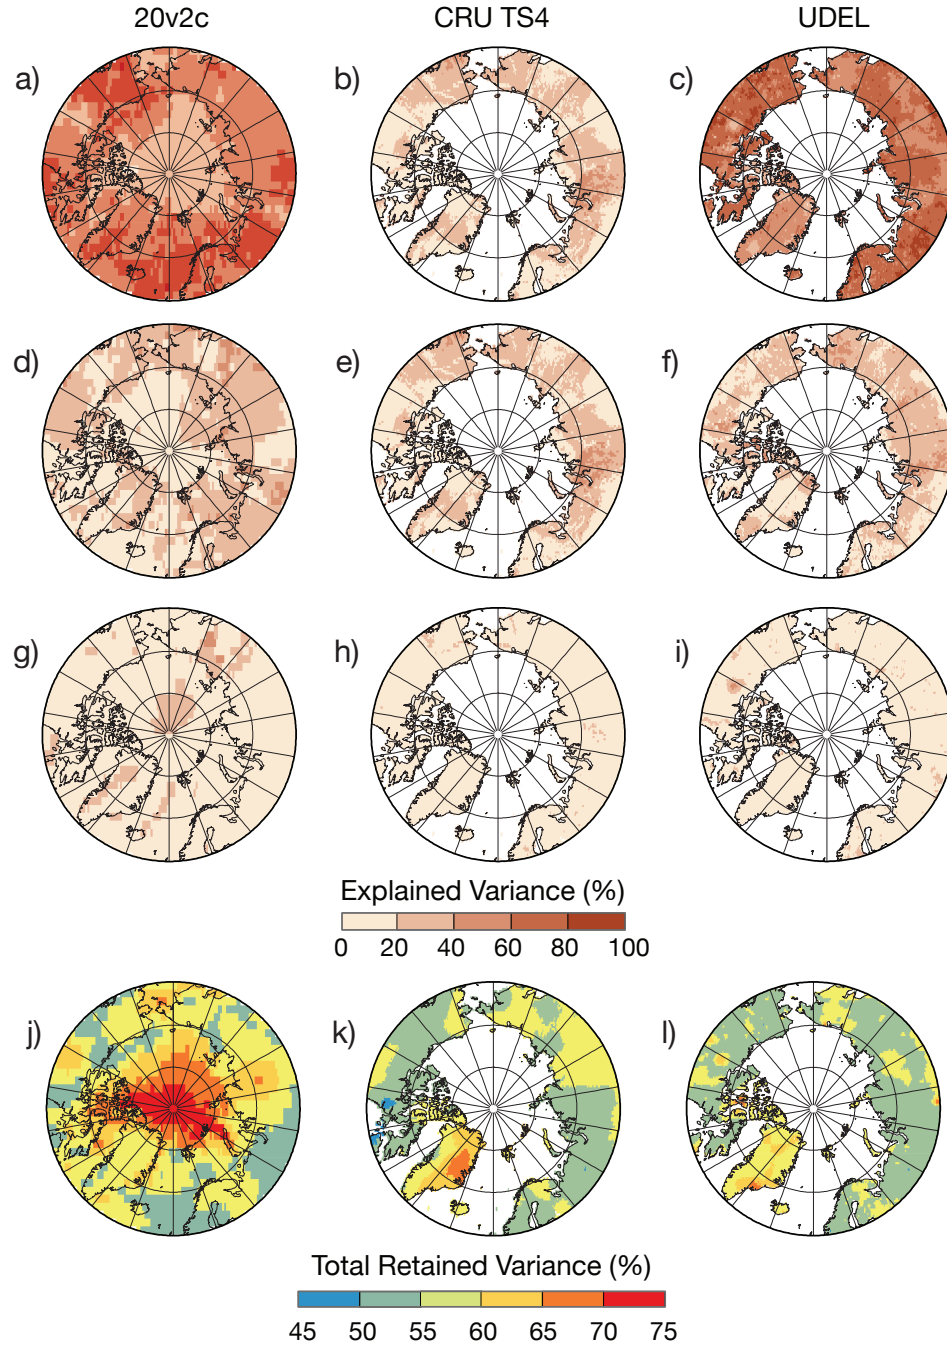 20v2c CRU TS4 UDEL
a) b) c)
d) e) f)
g) h) i)
Explained Variance (%)
0 20 40 60 80 100
j) k) l)
Total Retained Variance (%)
45 50 55 60 65 70 75